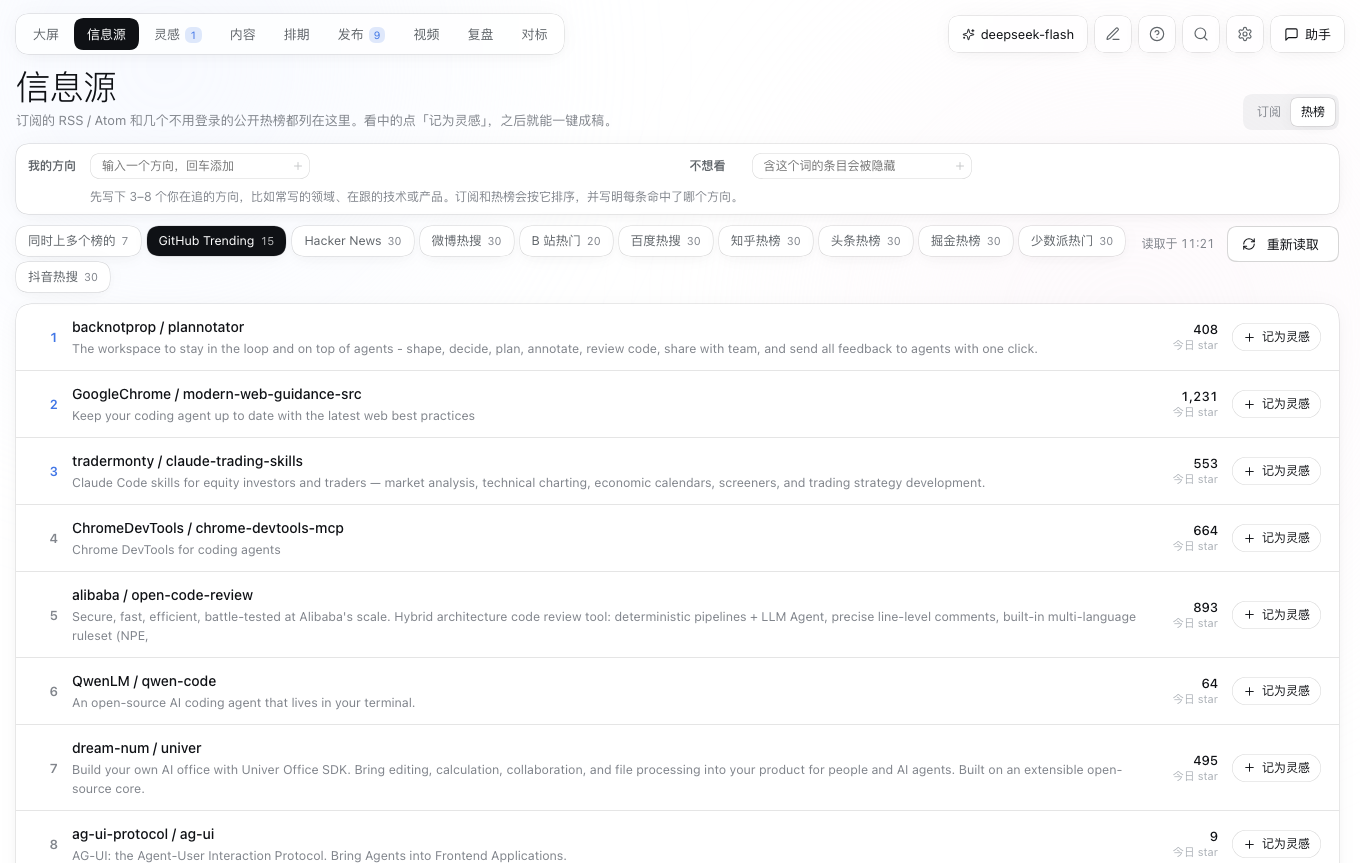 大屏 信息源 灵感 1 内容 排期 发布 9 视频 复盘 对标 deepseek-flash 助手
信息源
订阅的 RSS / Atom 和几个不用登录的公开热榜都列在这里。看中的点「记为灵感」，之后就能一键成稿。
订阅 热榜
我的方向 输入一个方向，回车添加 + 不想看 含这个词的条目会被隐藏 +
先写下 3–8 个你在追的方向，比如常写的领域、在跟的技术或产品。订阅和热榜会按它排序，并写明每条命中了哪个方向。
同时上多个榜的 7 GitHub Trending 15 Hacker News 30 微博热搜 30 B 站热门 20 百度热搜 30 知乎热榜 30 头条热榜 30 掘金热榜 30 少数派热门 30 读取于 11:21 重新读取
抖音热搜 30
1 backnotprop / plannotator 408 + 记为灵感
The workspace to stay in the loop and on top of agents - shape, decide, plan, annotate, review code, share with team, and send all feedback to agents with one click. 今日 star
2 GoogleChrome / modern-web-guidance-src 1,231 + 记为灵感
Keep your coding agent up to date with the latest web best practices 今日 star
3 tradermonty / claude-trading-skills 553 + 记为灵感
Claude Code skills for equity investors and traders — market analysis, technical charting, economic calendars, screeners, and trading strategy development. 今日 star
4 ChromeDevTools / chrome-devtools-mcp 664 + 记为灵感
Chrome DevTools for coding agents 今日 star
5 alibaba / open-code-review 893 + 记为灵感
Secure, fast, efficient, battle-tested at Alibaba's scale. Hybrid architecture code review tool: deterministic pipelines + LLM Agent, precise line-level comments, built-in multi-language 今日 star
ruleset (NPE,
6 QwenLM / qwen-code 64 + 记为灵感
An open-source AI coding agent that lives in your terminal. 今日 star
7 dream-num / univer 495 + 记为灵感
Build your own AI office with Univer Office SDK. Bring editing, calculation, collaboration, and file processing into your product for people and AI agents. Built on an extensible open- 今日 star
source core.
8 ag-ui-protocol / ag-ui 9 + 记为灵感
AG-UI: the Agent-User Interaction Protocol. Bring Agents into Frontend Applications. 今日 star